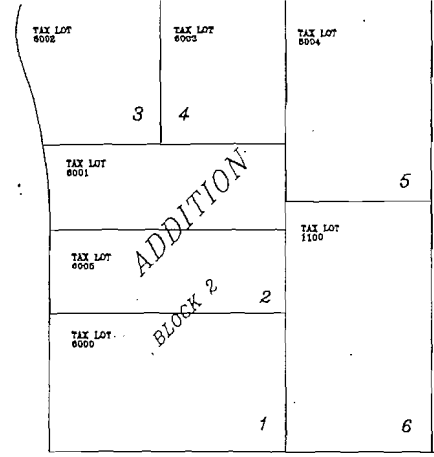 TAX LOT
6002
TAX LOT
6003
TAX LOT
6004
3
4
TAX LOT
6001
ADDITION
5
TAX LOT
1100
TAX LOT
6005
2
BLOCK 2
TAX LOT
6000
1
6